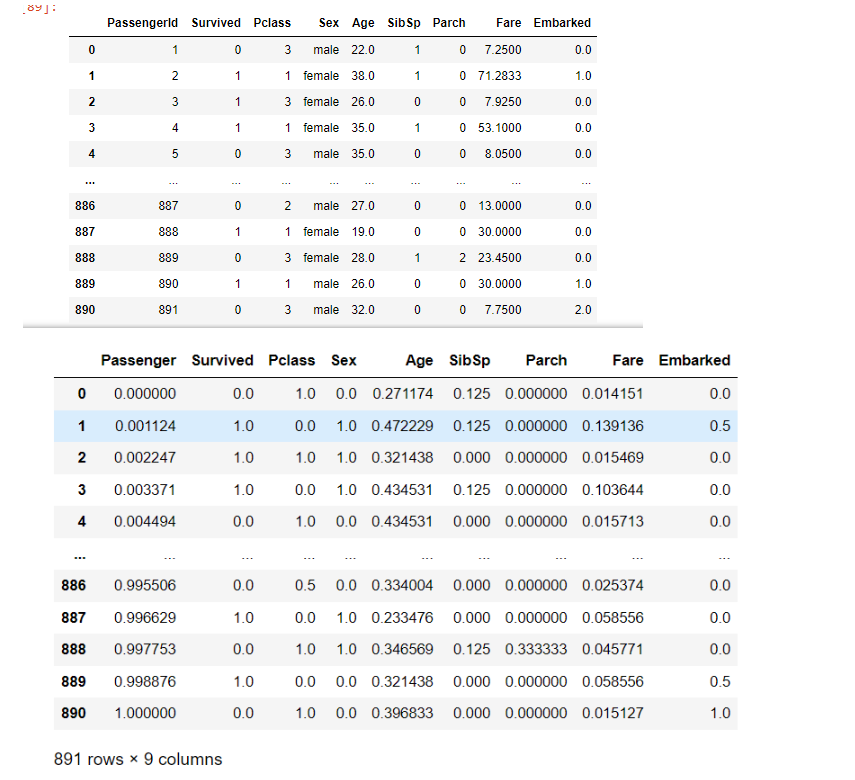 89]:
PassengerId Survived Pclass Sex Age SibSp Parch Fare Embarked
0 1 0 3 male 22.0 1 0 7.2500 0.0
1 2 1 1 female 38.0 1 0 71.2833 1.0
2 3 1 3 female 26.0 0 0 7.9250 0.0
3 4 1 1 female 35.0 1 0 53.1000 0.0
4 5 0 3 male 35.0 0 0 8.0500 0.0
... ... ... ... ... ... ... ... ... ...
886 887 0 2 male 27.0 0 0 13.0000 0.0
887 888 1 1 female 19.0 0 0 30.0000 0.0
888 889 0 3 female 28.0 1 2 23.4500 0.0
889 890 1 1 male 26.0 0 0 30.0000 1.0
890 891 0 3 male 32.0 0 0 7.7500 2.0
Passenger Survived Pclass Sex Age SibSp Parch Fare Embarked
0 0.000000 0.0 1.0 0.0 0.271174 0.125 0.000000 0.014151 0.0
1 0.001124 1.0 0.0 1.0 0.472229 0.125 0.000000 0.139136 0.5
2 0.002247 1.0 1.0 1.0 0.321438 0.000 0.000000 0.015469 0.0
3 0.003371 1.0 0.0 1.0 0.434531 0.125 0.000000 0.103644 0.0
4 0.004494 0.0 1.0 0.0 0.434531 0.000 0.000000 0.015713 0.0
... ... ... ... ... ... ... ... ... ...
886 0.995506 0.0 0.5 0.0 0.334004 0.000 0.000000 0.025374 0.0
887 0.996629 1.0 0.0 1.0 0.233476 0.000 0.000000 0.058556 0.0
888 0.997753 0.0 1.0 1.0 0.346569 0.125 0.333333 0.045771 0.0
889 0.998876 1.0 0.0 0.0 0.321438 0.000 0.000000 0.058556 0.5
890 1.000000 0.0 1.0 0.0 0.396833 0.000 0.000000 0.015127 1.0
891 rows × 9 columns